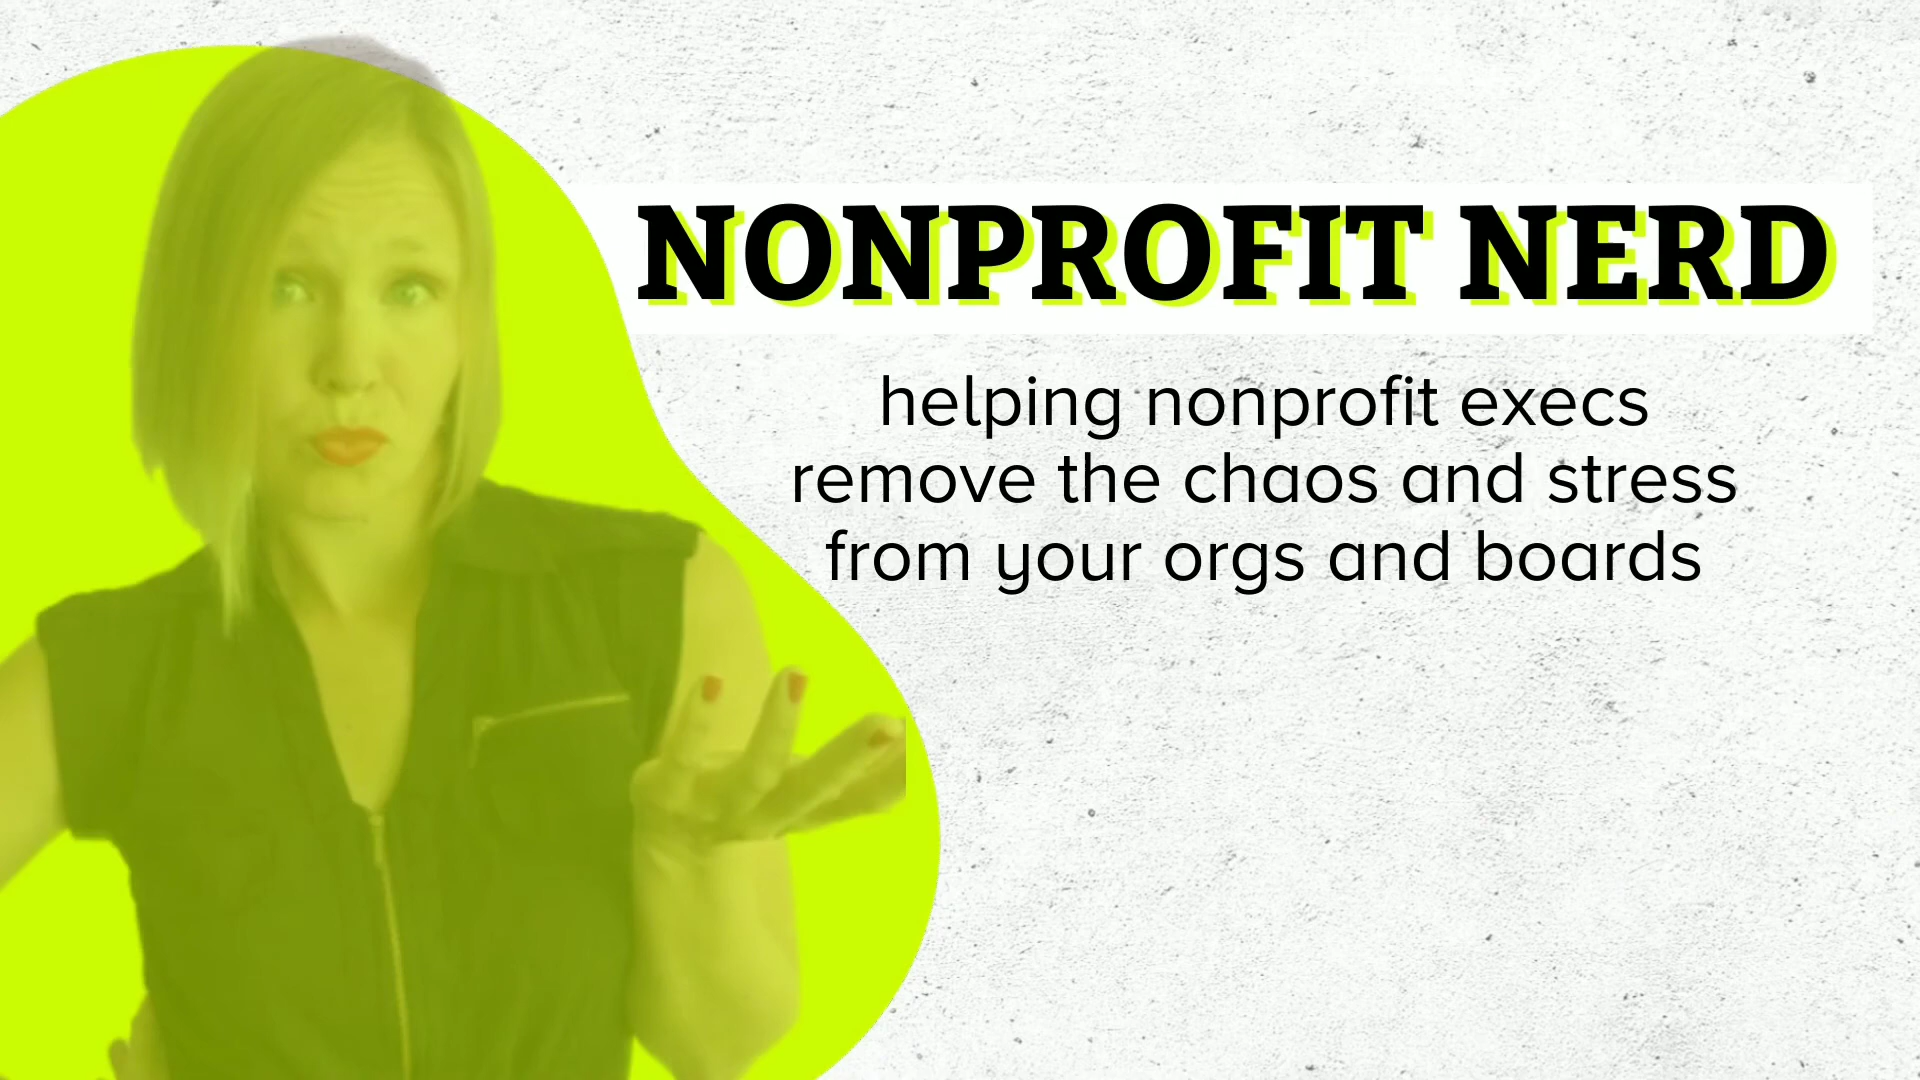 NONPROFIT NERD
helping nonprofit execs
remove the chaos and stress
from your orgs and boards